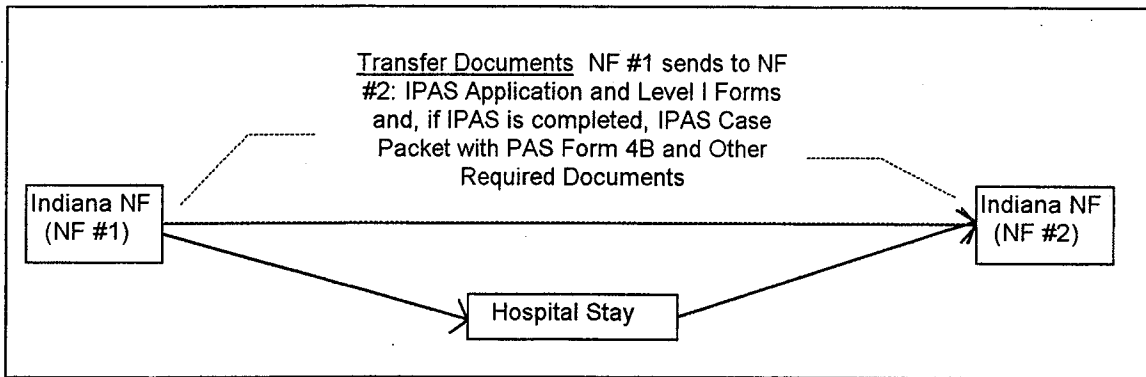 Transfer Documents NF #1 sends to NF
#2: IPAS Application and Level I Forms
and, if IPAS is completed, IPAS Case
Packet with PAS Form 4B and Other
Required Documents
Indiana NF
(NF #1)
Indiana NF
(NF #2)
Hospital Stay